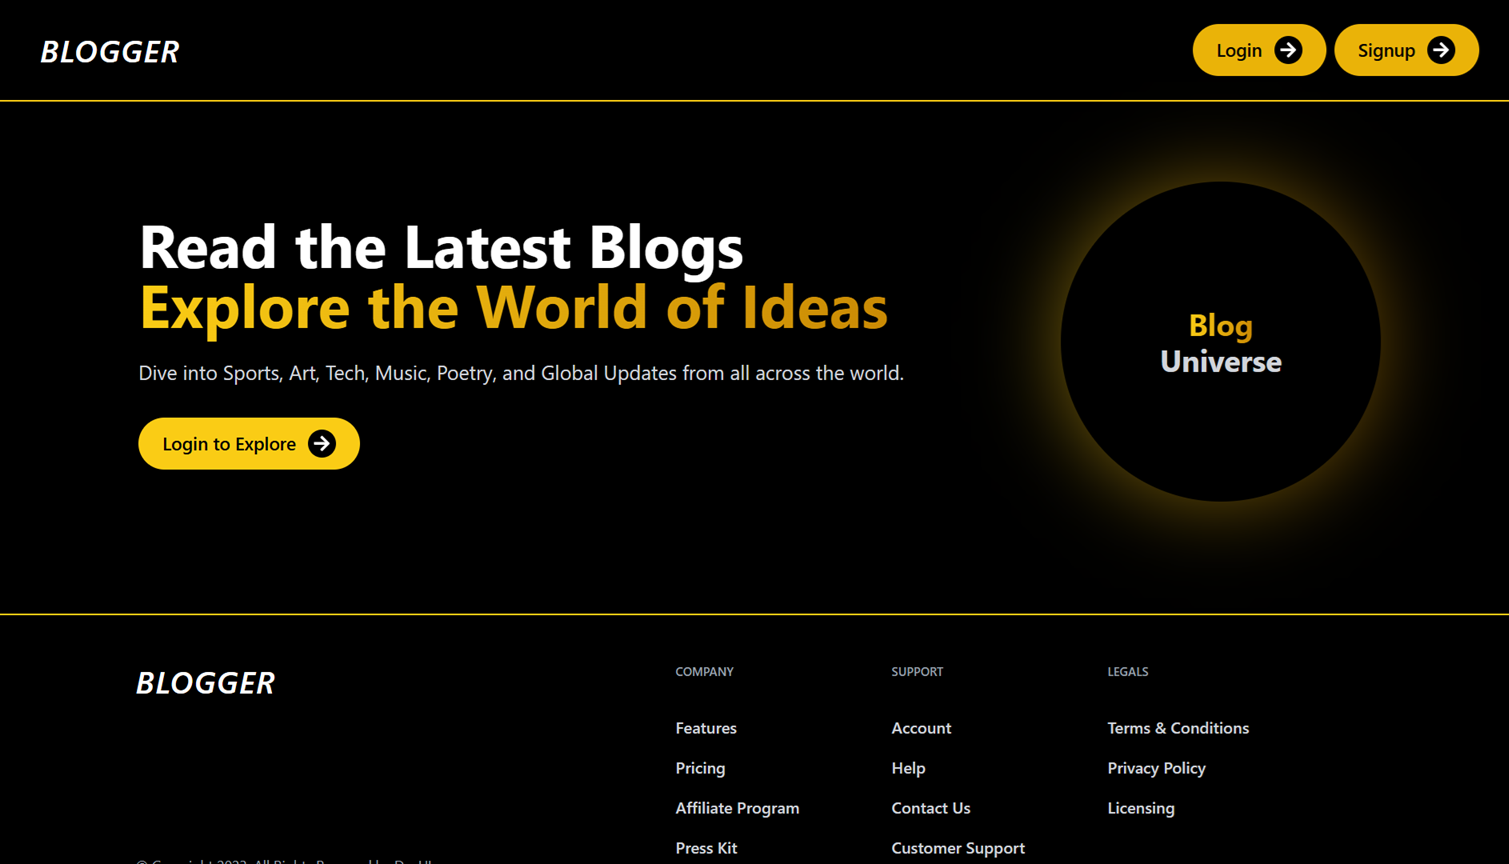 BLOGGER
Login
Signup
Read the Latest Blogs
Explore the World of Ideas
Dive into Sports, Art, Tech, Music, Poetry, and Global Updates from all across the world.
Login to Explore
Blog
Universe
BLOGGER
COMPANY
Features
Pricing
Affiliate Program
Press Kit
SUPPORT
Account
Help
Contact Us
Customer Support
LEGALS
Terms & Conditions
Privacy Policy
Licensing